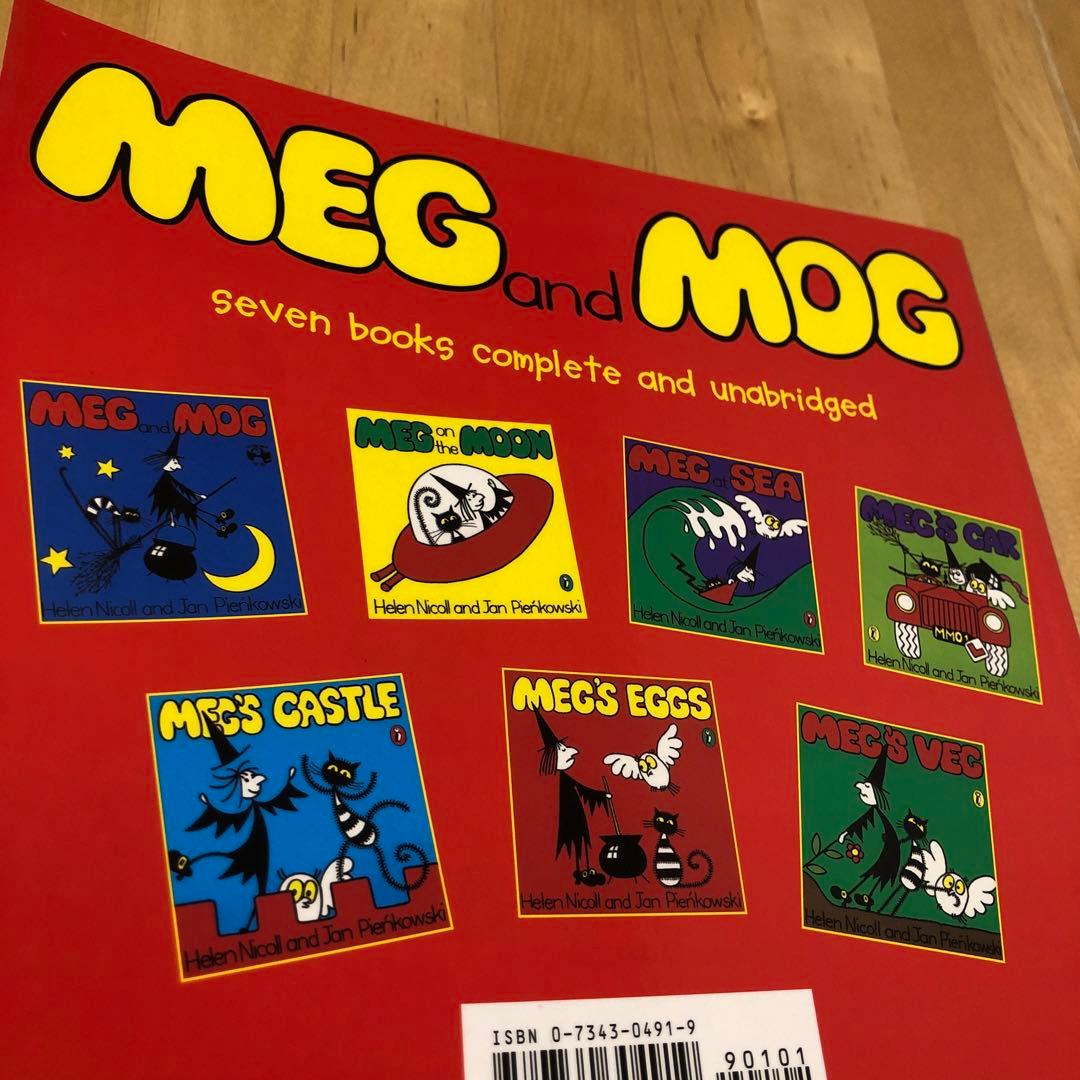 MEG and MOG
seven books complete and unabridged
MEG and MOG
Helen Nicoll and Jan Pieńkowski
MEG on the MOON
Helen Nicoll and Jan Pieńkowski
MEG at SEA
Helen Nicoll and Jan Pieńkowski
MEG'S CAR
MMO 1
Helen Nicoll and Jan Pieńkowski
MEG'S CASTLE
Helen Nicoll and Jan Pieńkowski
MEG'S EGGS
Helen Nicoll and Jan Pieńkowski
MEG'S VEG
Helen Nicoll and Jan Pieńkowski
ISBN 0-7343-0491-9
90101